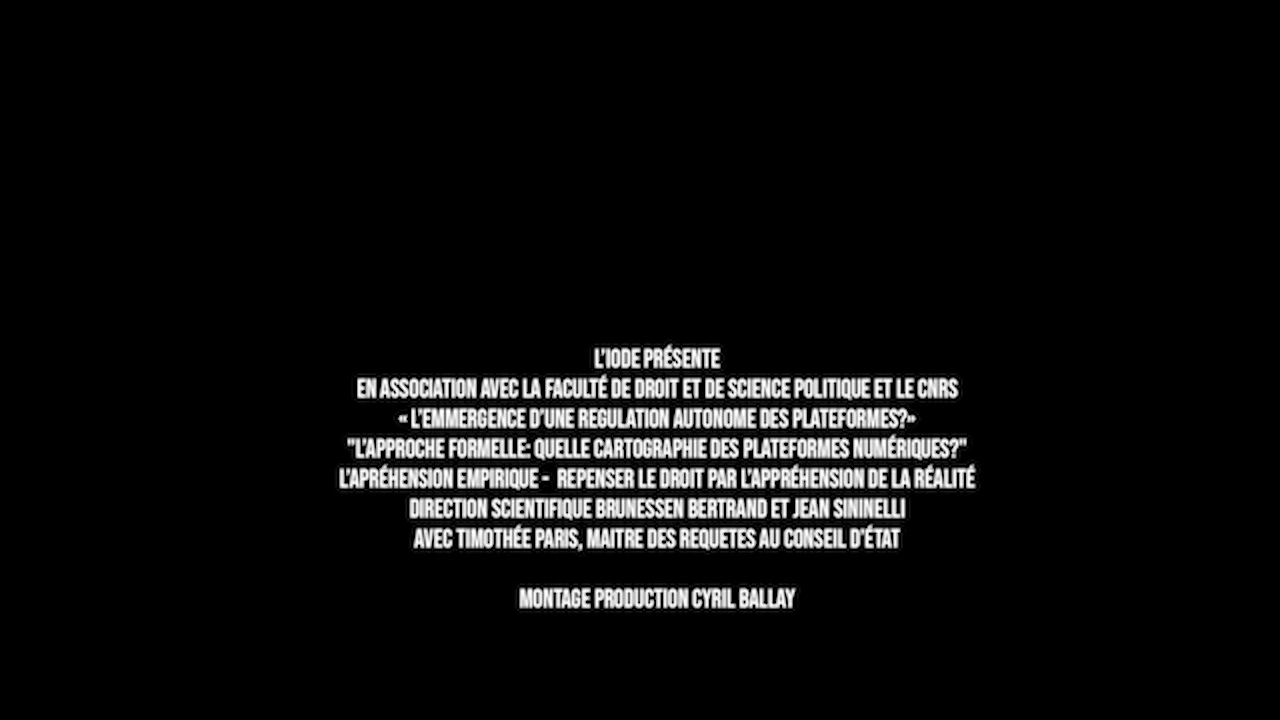 L'IODE PRÉSENTE
EN ASSOCIATION AVEC LA FACULTÉ DE DROIT ET DE SCIENCE POLITIQUE ET LE CNRS
« L'EMMERGENCE D'UNE REGULATION AUTONOME DES PLATEFORMES?»
"L'APPROCHE FORMELLE: QUELLE CARTOGRAPHIE DES PLATEFORMES NUMÉRIQUES?"
L'APRÉHENSION EMPIRIQUE - REPENSER LE DROIT PAR L'APPRÉHENSION DE LA RÉALITÉ
DIRECTION SCIENTIFIQUE BRUNESSEN BERTRAND ET JEAN SININELLI
AVEC TIMOTHÉE PARIS, MAITRE DES REQUETES AU CONSEIL D'ÉTAT
MONTAGE PRODUCTION CYRIL BALLAY